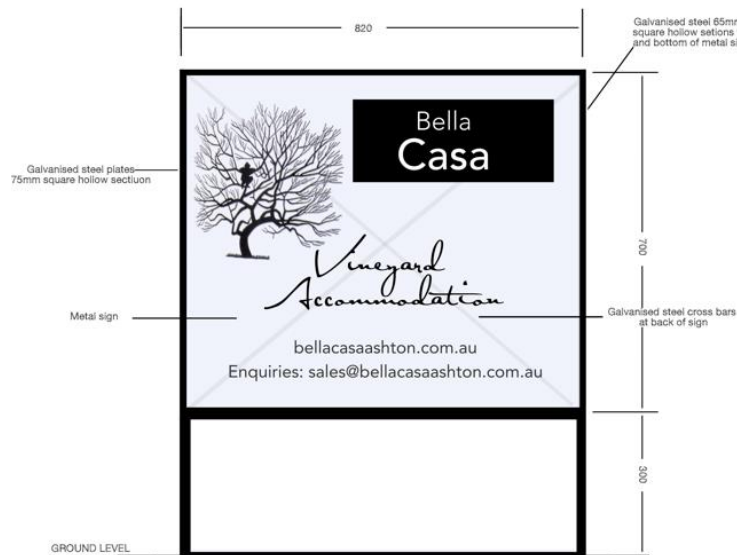 820
Galvanised steel 65mm
square hollow setions
and bottom of metal si
Bella
Casa
Galvanised steel plates
75mm square hollow sectiuon
700
Vineyard
Accommodation
Metal sign
Galvanised steel cross bars
at back of sign
bellacasaashton.com.au
Enquiries: sales@bellacasaashton.com.au
300
GROUND LEVEL